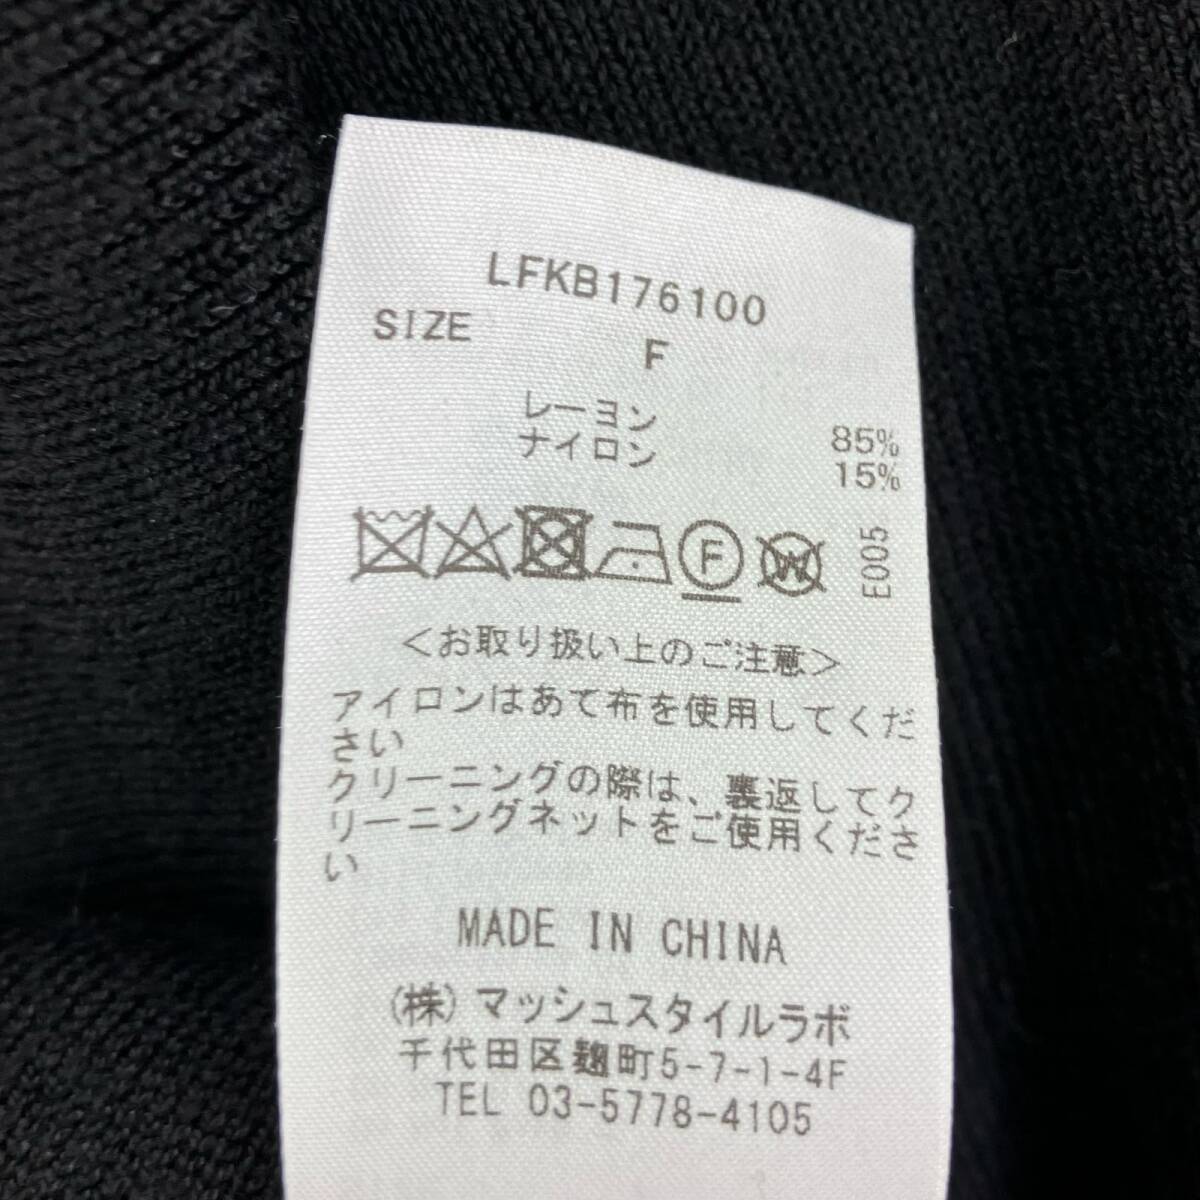 LFKB176100
SIZE F
レーヨン 85%
ナイロン 15%
F W E005
<お取り扱い上のご注意>
アイロンはあて布を使用してくだ
さい
クリーニングの際は、裏返してク
リーニングネットをご使用くださ
い
MADE IN CHINA
(株)マッシュスタイルラボ
千代田区麹町5-7-1-4F
TEL 03-5778-4105